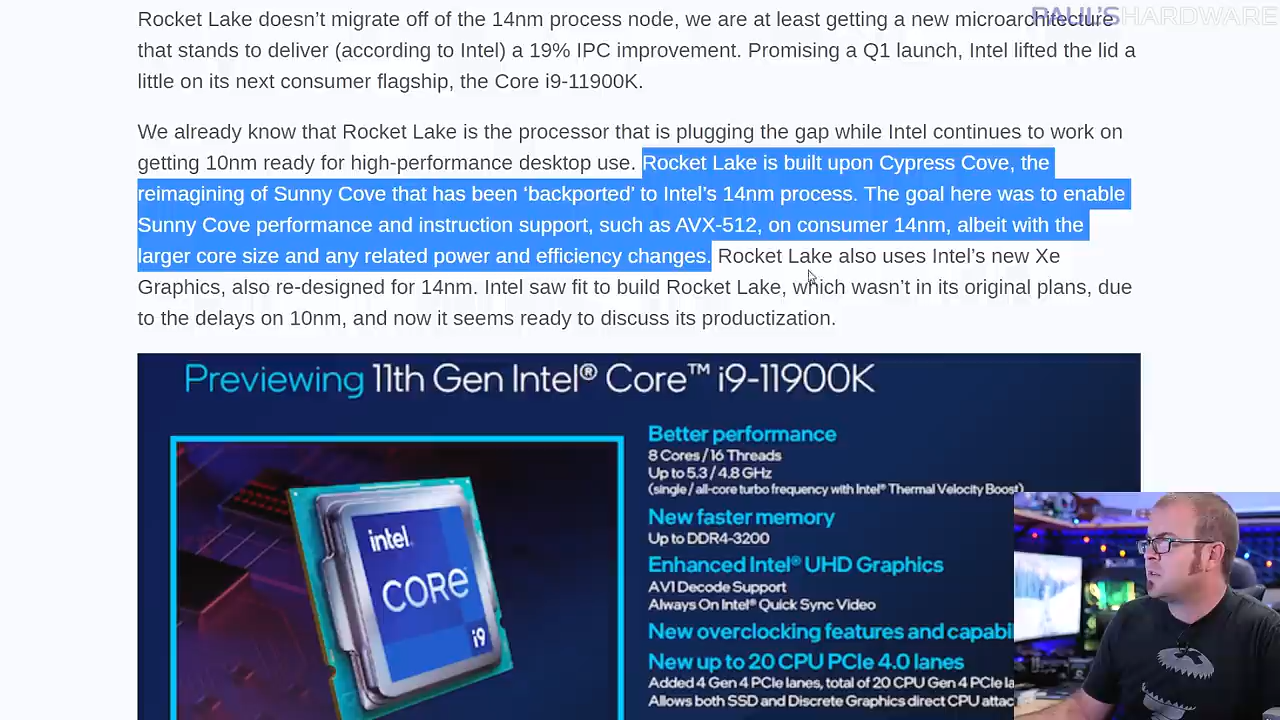 PAUL'S HARDWARE
Rocket Lake doesn't migrate off of the 14nm process node, we are at least getting a new microarchitecture
that stands to deliver (according to Intel) a 19% IPC improvement. Promising a Q1 launch, Intel lifted the lid a
little on its next consumer flagship, the Core i9-11900K.
We already know that Rocket Lake is the processor that is plugging the gap while Intel continues to work on
getting 10nm ready for high-performance desktop use. Rocket Lake is built upon Cypress Cove, the
reimagining of Sunny Cove that has been ‘backported’ to Intel's 14nm process. The goal here was to enable
Sunny Cove performance and instruction support, such as AVX-512, on consumer 14nm, albeit with the
larger core size and any related power and efficiency changes. Rocket Lake also uses Intel's new Xe
Graphics, also re-designed for 14nm. Intel saw fit to build Rocket Lake, which wasn't in its original plans, due
to the delays on 10nm, and now it seems ready to discuss its productization.
Previewing 11th Gen Intel® Core™ i9-11900K
Better performance
8 Cores / 16 Threads
Up to 5.3 / 4.8 GHz
(single / all-core turbo frequency with Intel® Thermal Velocity Boost)
New faster memory
Up to DDR4-3200
Enhanced Intel® UHD Graphics
AV1 Decode Support
Always On Intel® Quick Sync Video
New overclocking features and capabi
New up to 20 CPU PCIe 4.0 lanes
Added 4 Gen 4 PCIe lanes, total of 20 CPU Gen 4 PCIe la
Allows both SSD and Discrete Graphics direct CPU attac
intel.
CORE
i9